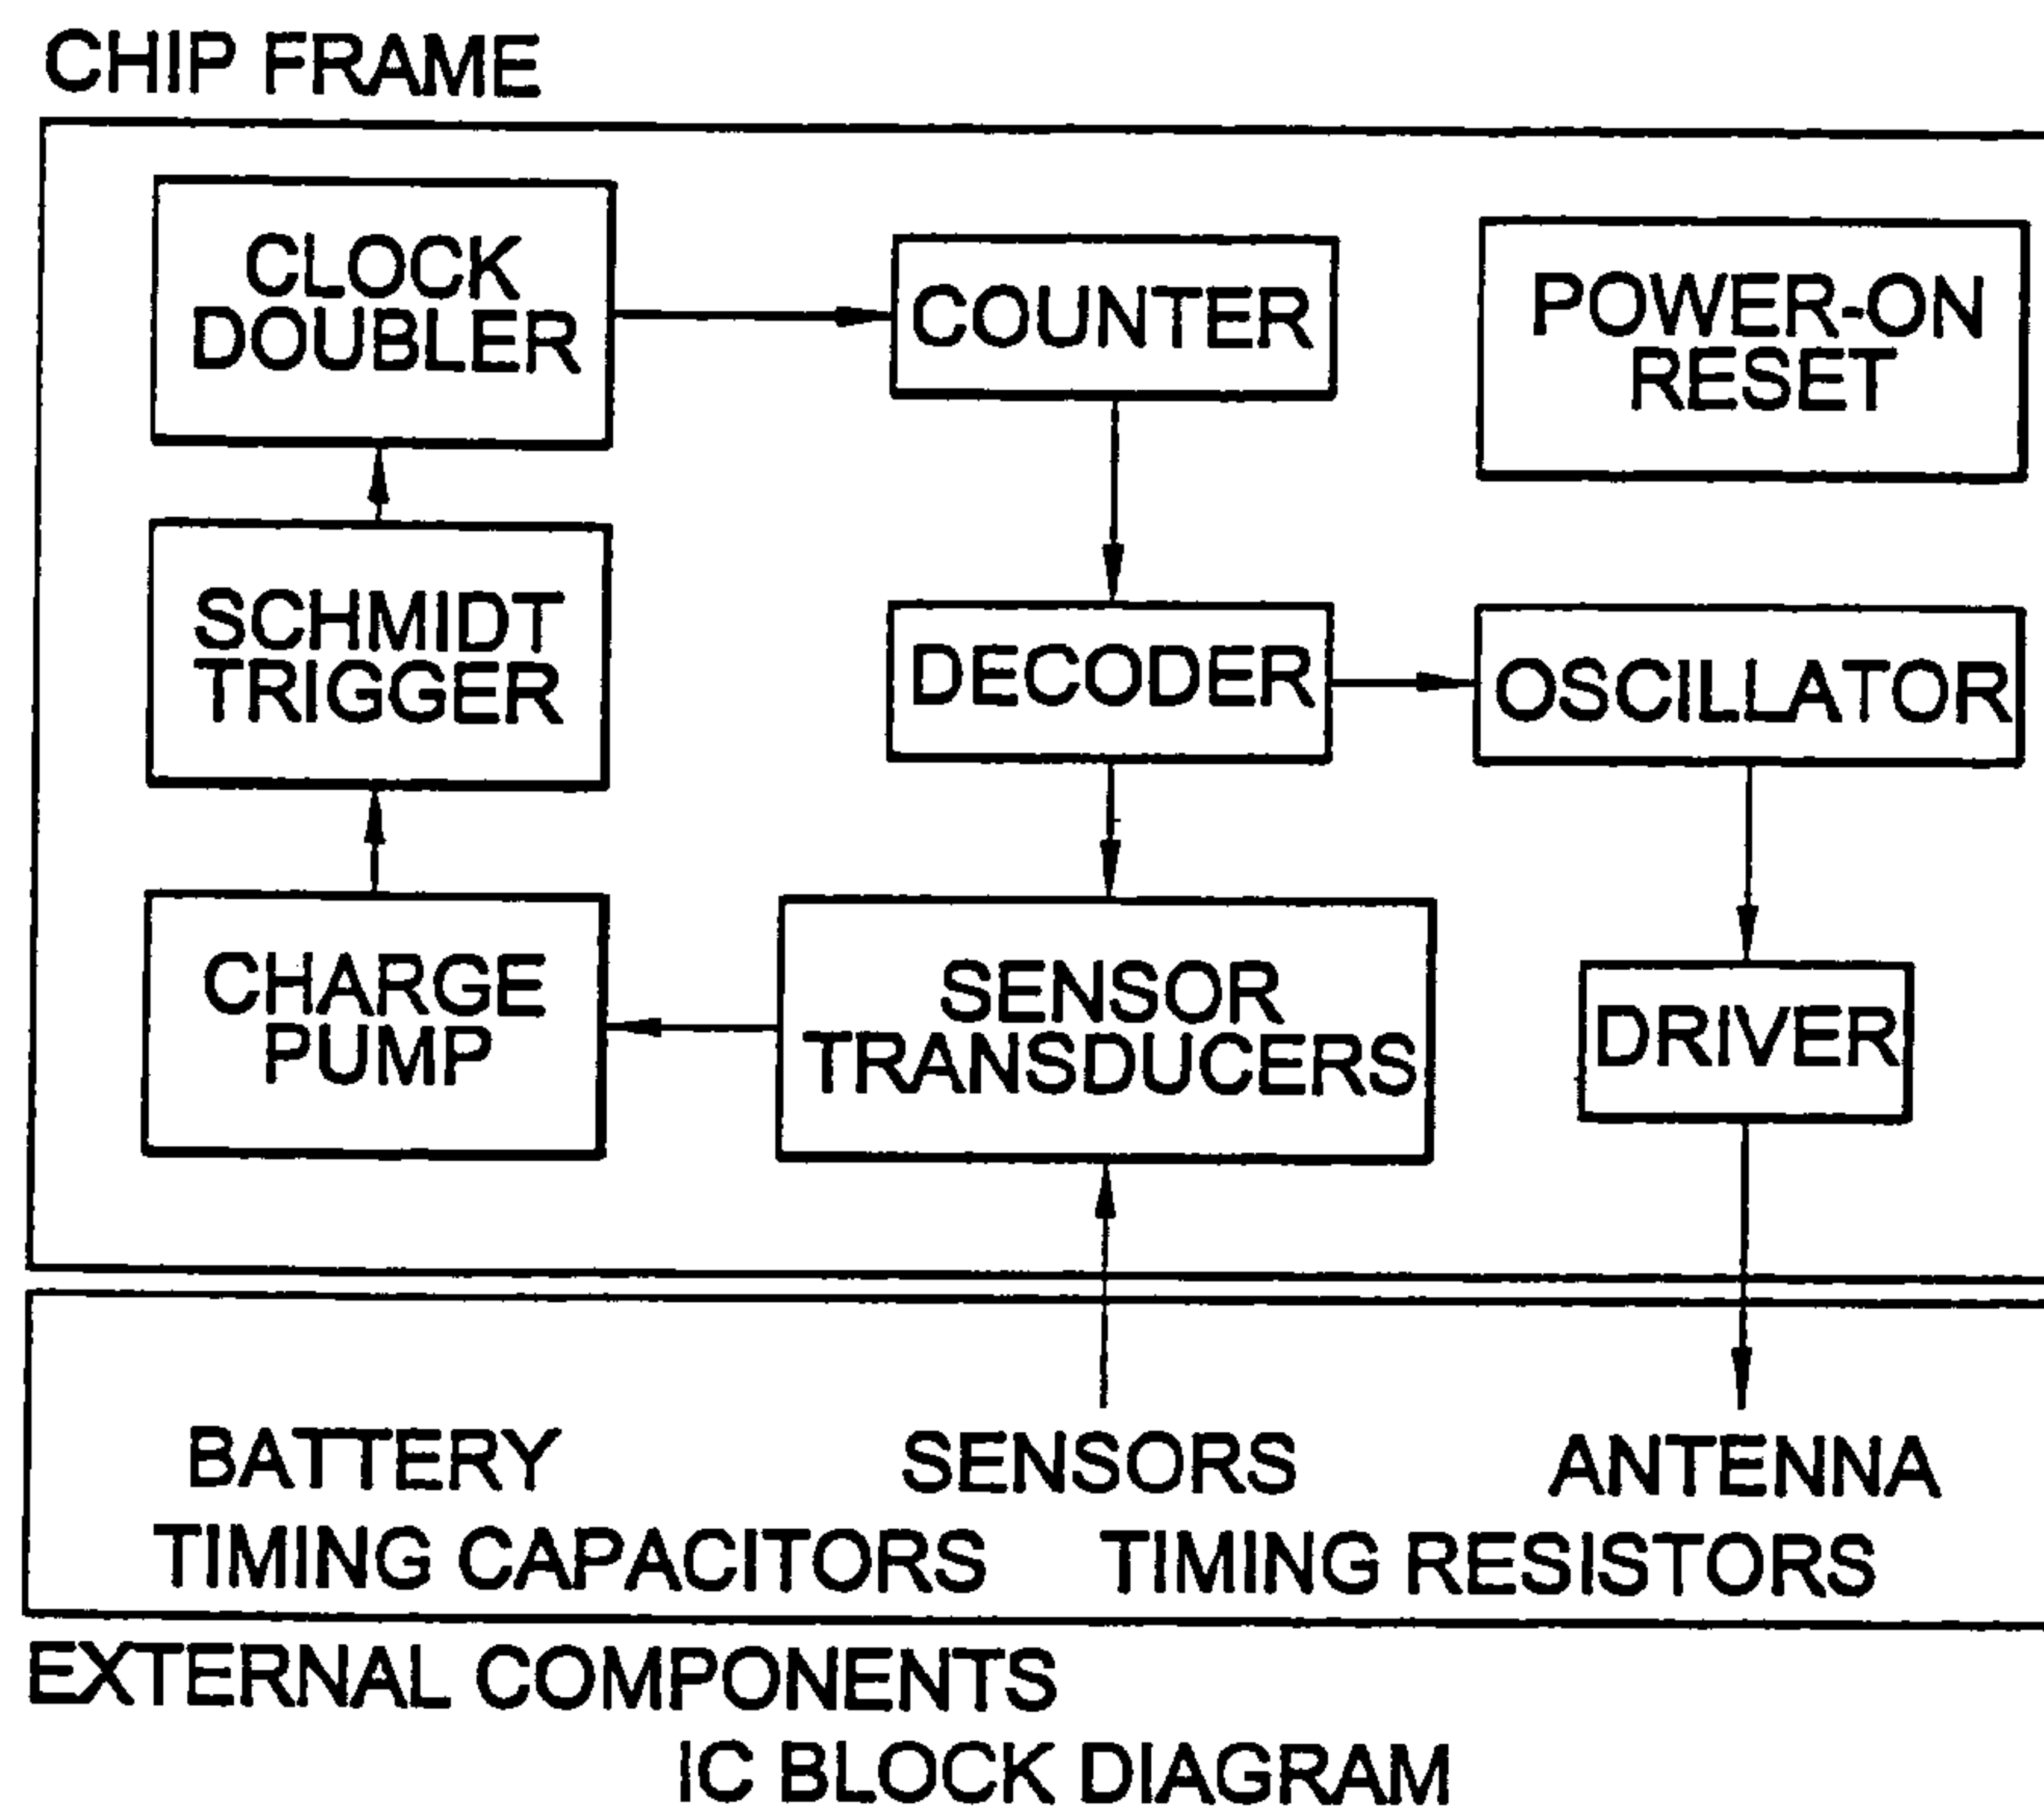 CHIP FRAME
CLOCK
DOUBLER
COUNTER
POWER-ON
RESET
SCHMIDT
TRIGGER
DECODER
OSCILLATOR
CHARGE
PUMP
SENSOR
TRANSDUCERS
DRIVER
BATTERY SENSORS ANTENNA
TIMING CAPACITORS TIMING RESISTORS
EXTERNAL COMPONENTS
IC BLOCK DIAGRAM